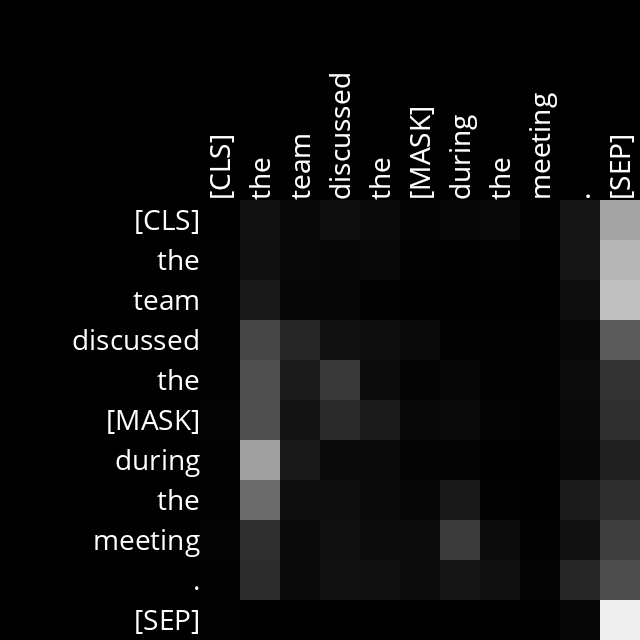 [CLS] the team discussed the [MASK] during the meeting . [SEP]
[CLS]
the
team
discussed
the
[MASK]
during
the
meeting
.
[SEP]